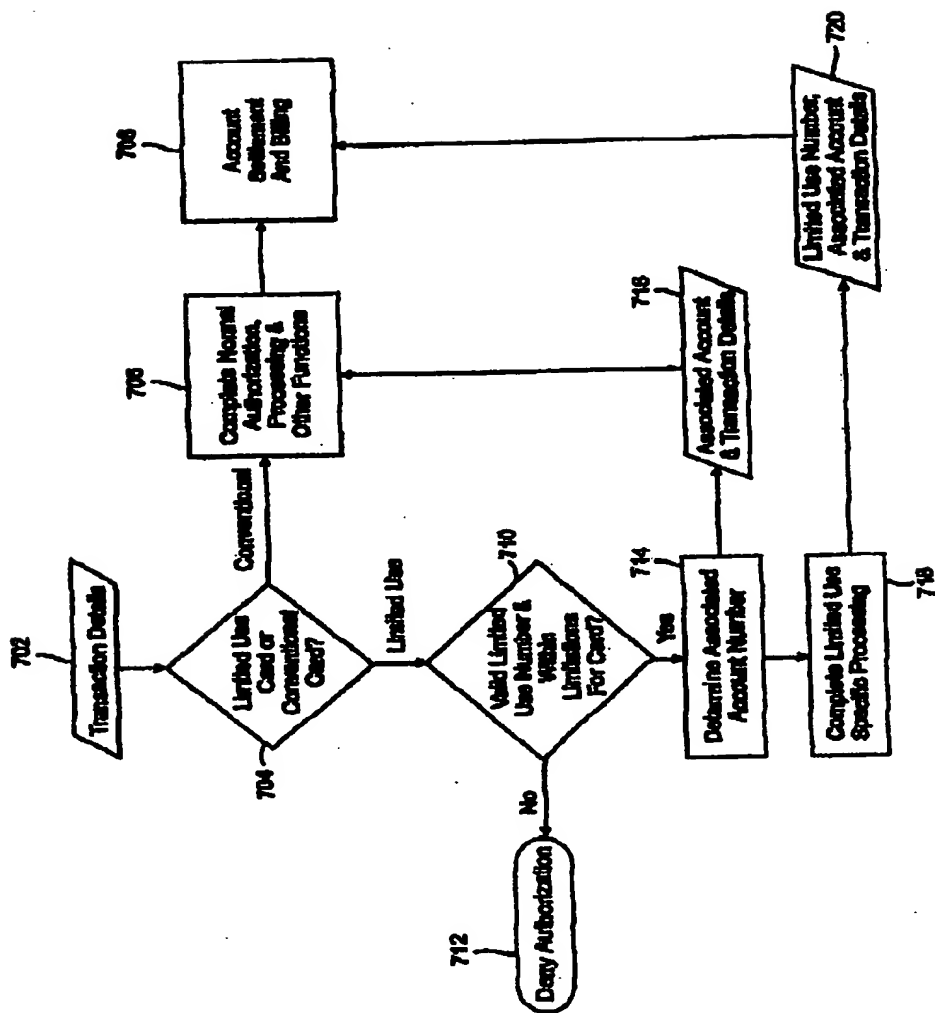 702
Transaction Details
Limited Use
Card or
Conventional
Card?
704
Conventional
Complete Normal
Authorization,
Processing &
Other Functions
706
Account
Settlement
And Billing
708
Limited Use
Valid Limited
Use Number &
Within
Limitations
For Card?
710
No
Deny Authorization
712
Yes
714
Determine Associated
Account Number
Associated Account
& Transaction Details
716
Complete Limited Use
Specific Processing
718
Limited Use Number,
Associated Account
& Transaction Details
720